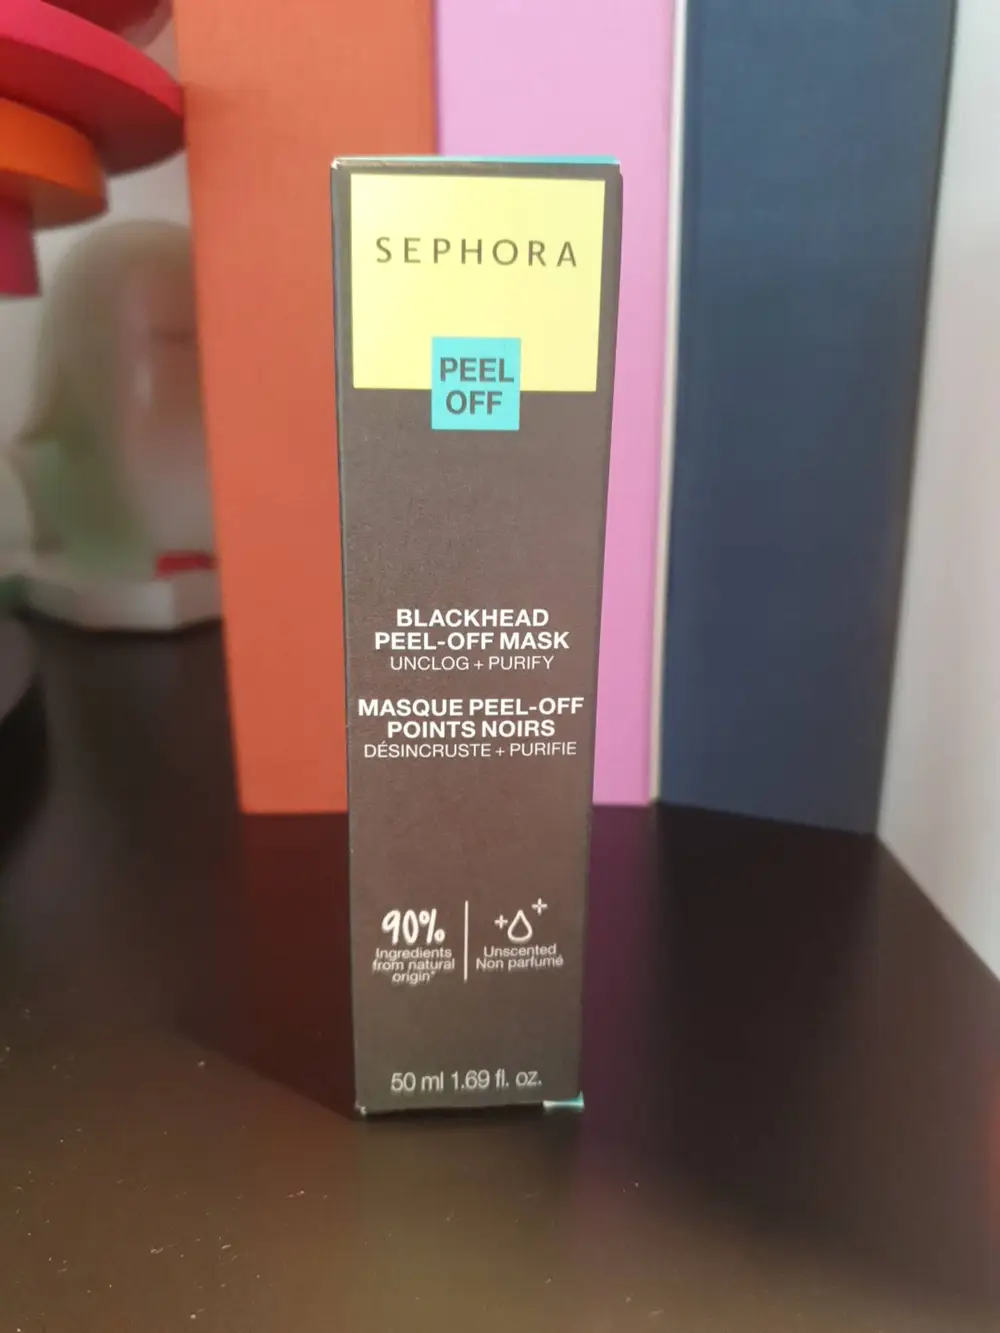 SEPHORA
PEEL
OFF
BLACKHEAD
PEEL-OFF MASK
UNCLOG + PURIFY
MASQUE PEEL-OFF
POINTS NOIRS
DÉSINCRUSTE + PURIFIE
90%
Ingredients
from natural
origin*
Unscented
Non parfumé
50 ml 1.69 fl. oz.